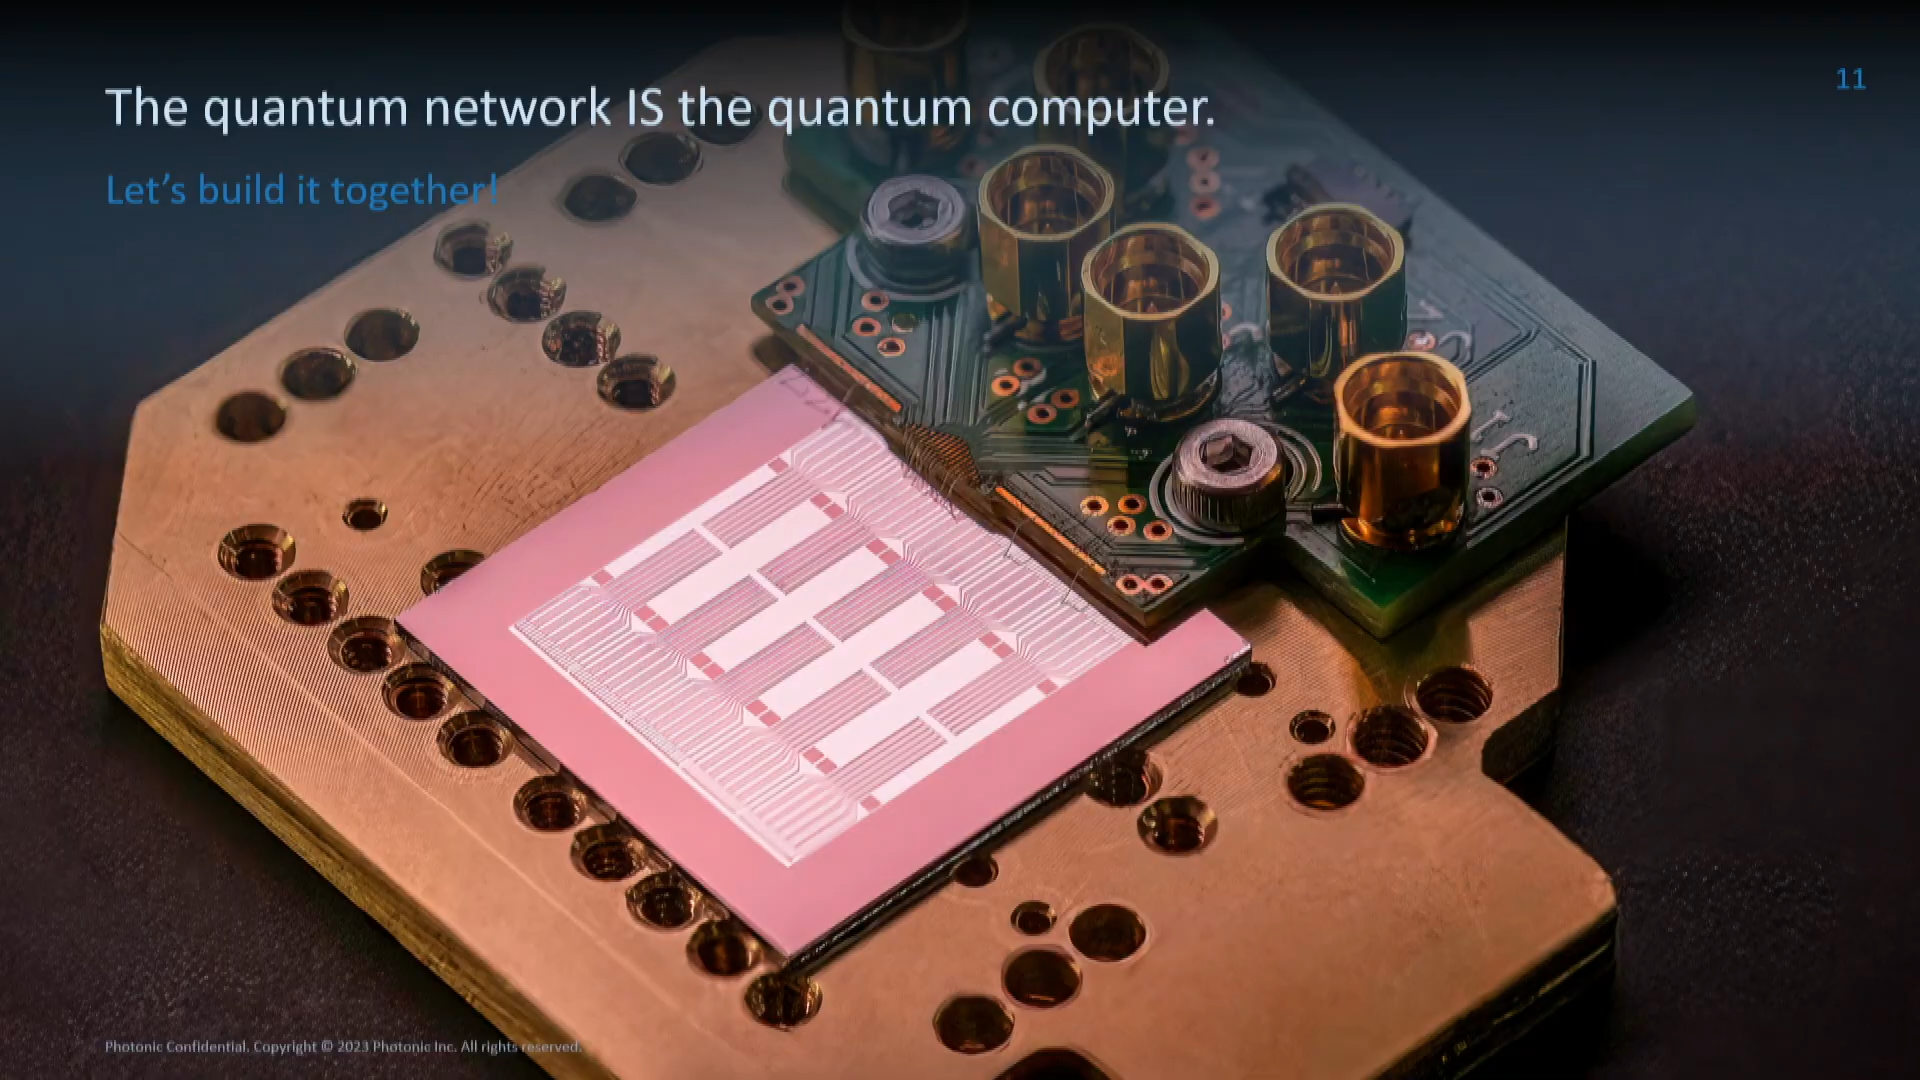 The quantum network IS the quantum computer.
11
Let's build it together!
Photonic Confidential. Copyright © 2023 Photonic Inc. All rights reserved.